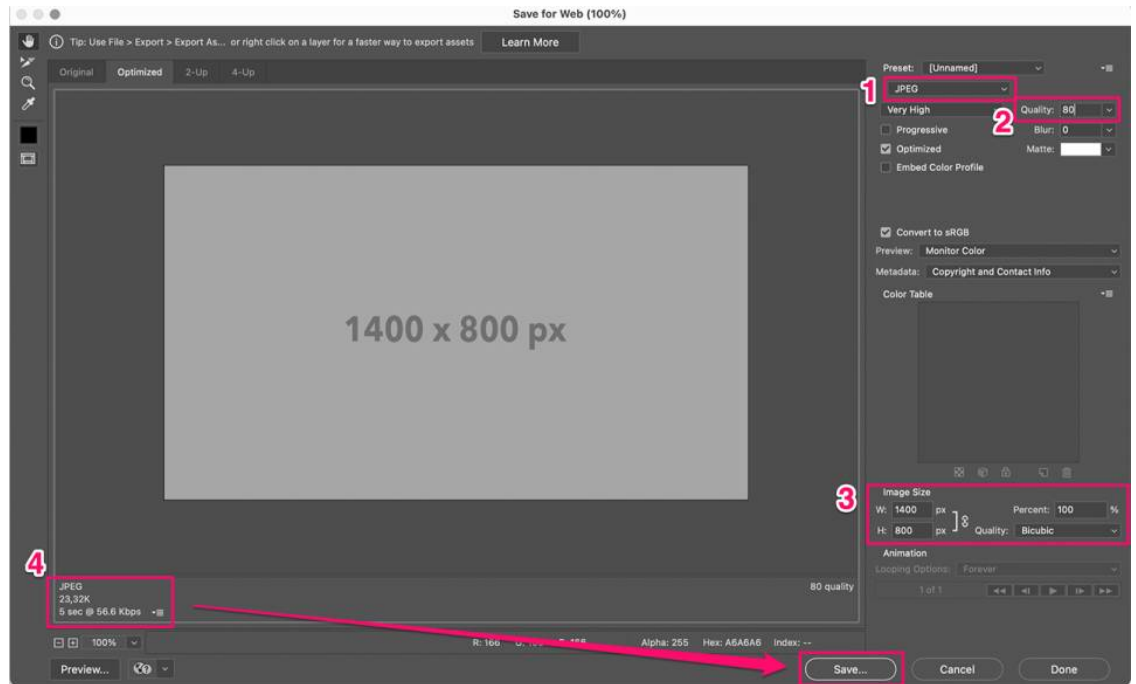 Save for Web (100%)
Tip: Use File > Export > Export As... or right click on a layer for a faster way to export assets Learn More
Original Optimized 2-Up 4-Up
Preset: [Unnamed]
1 JPEG
Very High 2 Quality: 80
Progressive Blur: 0
Optimized Matte:
Embed Color Profile
Convert to sRGB
Preview: Monitor Color
Metadata: Copyright and Contact Info
Color Table
1400 x 800 px
3 Image Size
W: 1400 px Percent: 100 %
H: 800 px Quality: Bicubic
Animation
Looping Options: Forever
1 of 1
4
JPEG 80 quality
23,32K
5 sec @ 56.6 Kbps
100% R: 166 Alpha: 255 Hex: A6A6A6 Index: --
Preview... Save... Cancel Done